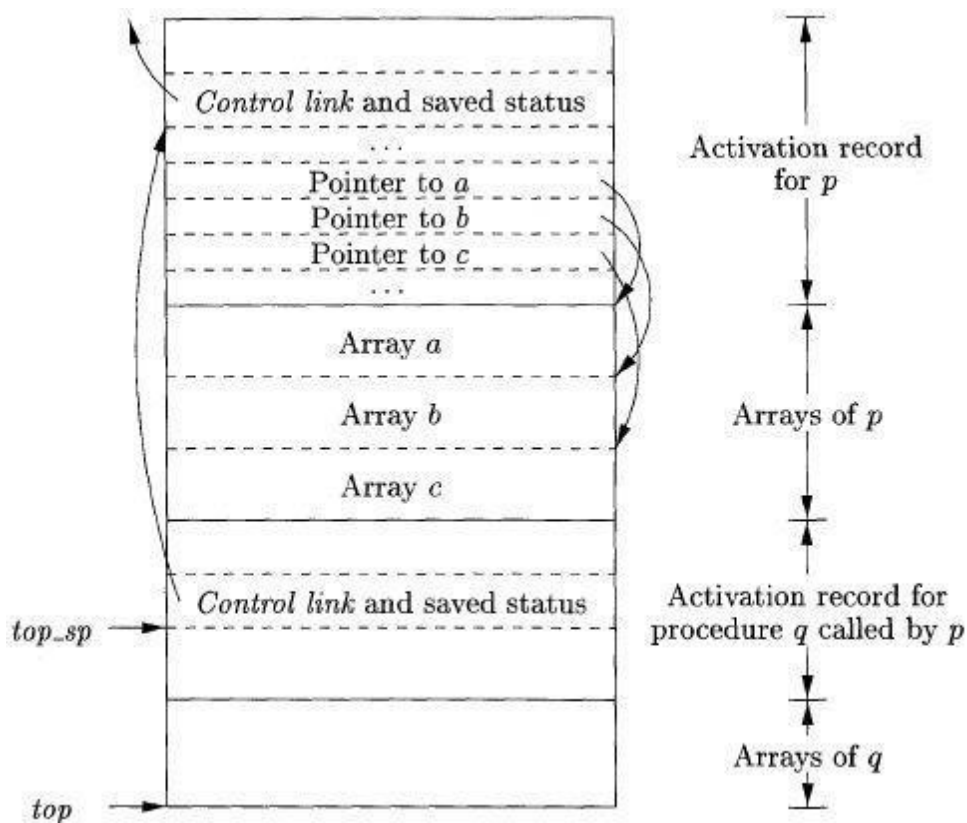 Control link and saved status
. . .
Pointer to a
Pointer to b
Pointer to c
. . .
Activation record
for p
Array a
Array b
Array c
Arrays of p
Control link and saved status
top_sp
Activation record for
procedure q called by p
Arrays of q
top